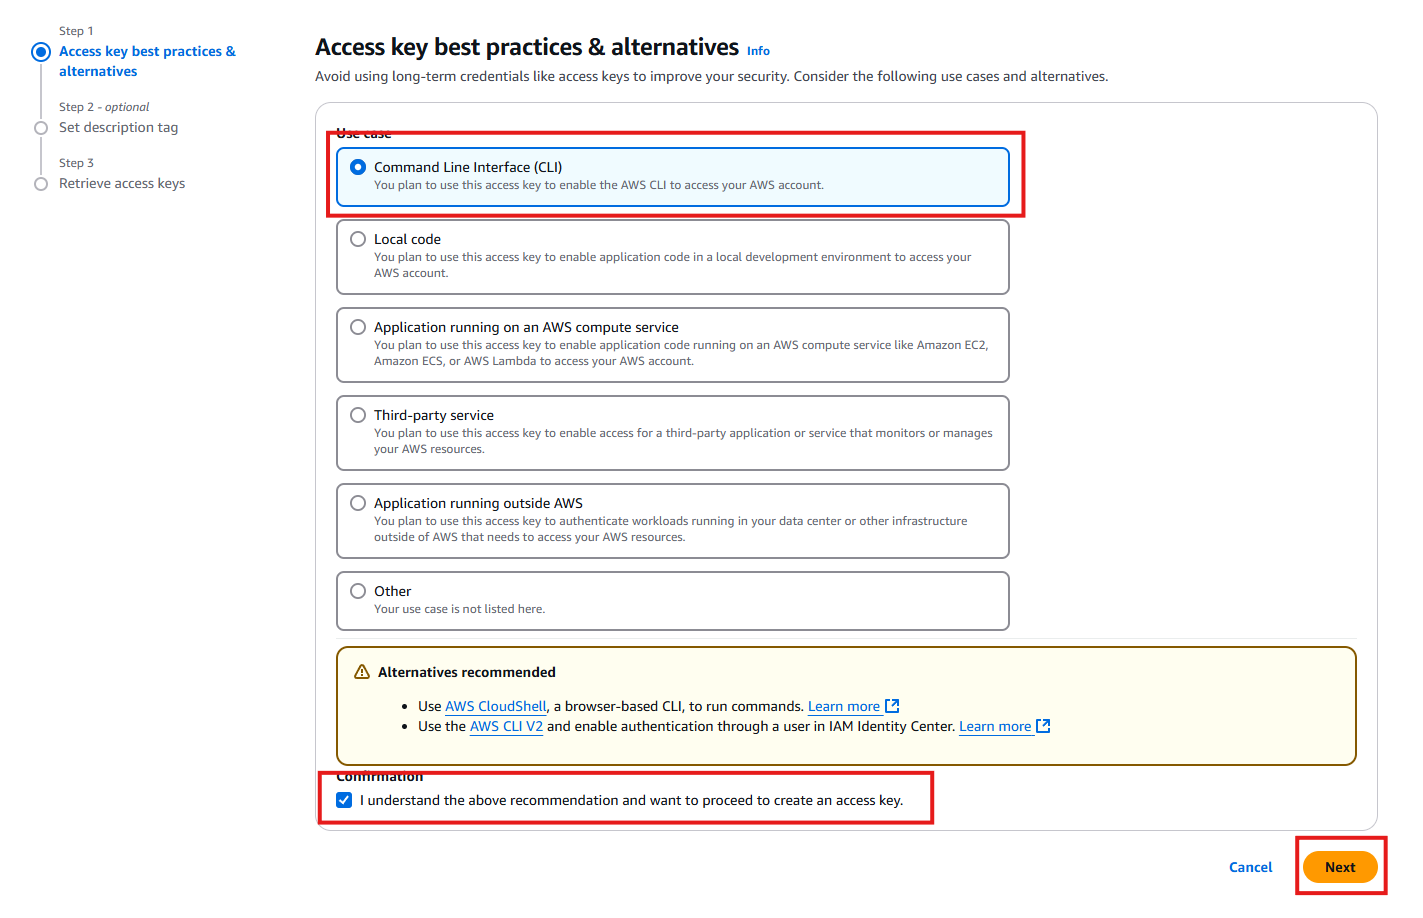 Step 1
Access key best practices &
alternatives
Step 2 - optional
Set description tag
Step 3
Retrieve access keys
Access key best practices & alternatives Info
Avoid using long-term credentials like access keys to improve your security. Consider the following use cases and alternatives.
Use case
Command Line Interface (CLI)
You plan to use this access key to enable the AWS CLI to access your AWS account.
Local code
You plan to use this access key to enable application code in a local development environment to access your
AWS account.
Application running on an AWS compute service
You plan to use this access key to enable application code running on an AWS compute service like Amazon EC2,
Amazon ECS, or AWS Lambda to access your AWS account.
Third-party service
You plan to use this access key to enable access for a third-party application or service that monitors or manages
your AWS resources.
Application running outside AWS
You plan to use this access key to authenticate workloads running in your data center or other infrastructure
outside of AWS that needs to access your AWS resources.
Other
Your use case is not listed here.
Alternatives recommended
• Use AWS CloudShell, a browser-based CLI, to run commands. Learn more
• Use the AWS CLI V2 and enable authentication through a user in IAM Identity Center. Learn more
Confirmation
I understand the above recommendation and want to proceed to create an access key.
Cancel
Next